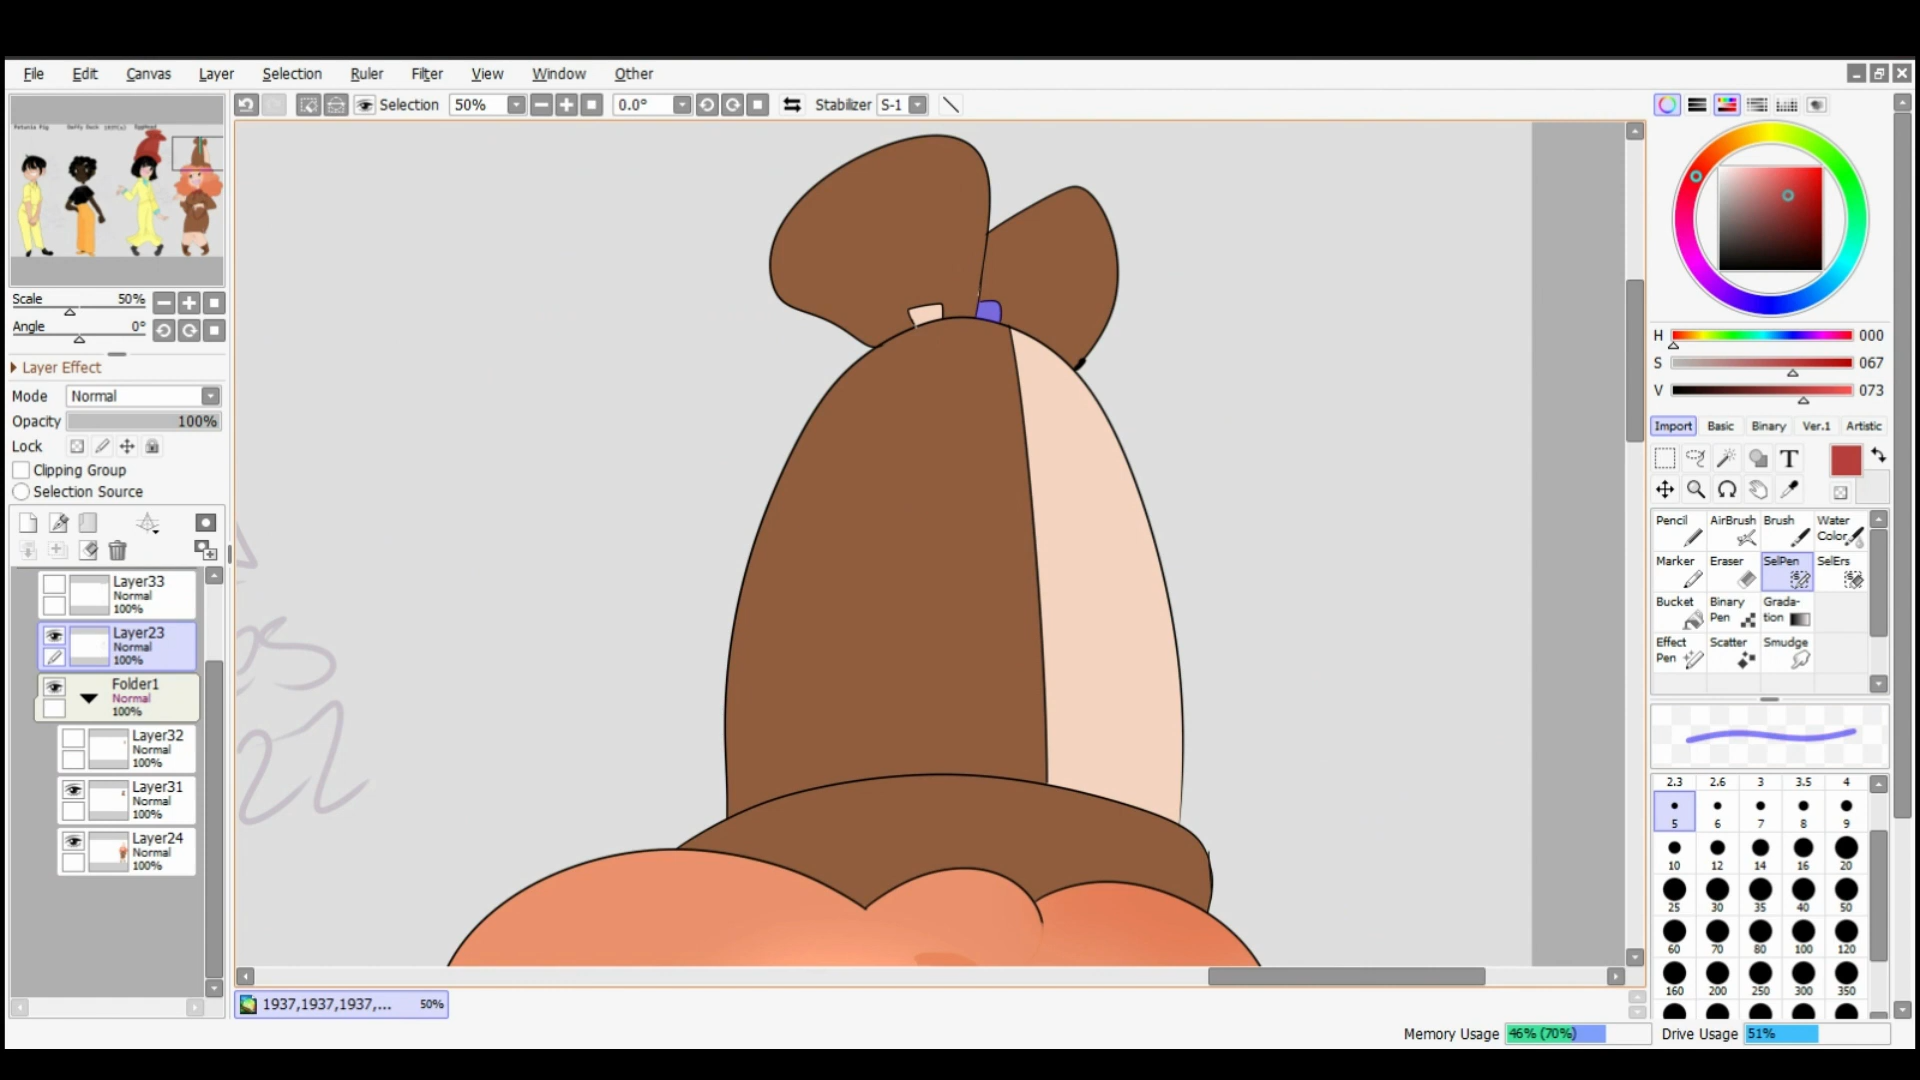 File Edit Canvas Layer Selection Ruler Filter View Window Other
Selection 50% 0.0° Stabilizer S-1
Scale 50%
Angle 0°
Layer Effect
Mode Normal
Opacity 100%
Lock
Clipping Group
Selection Source
Layer33
Normal
100%
Layer23
Normal
100%
Folder1
Normal
100%
Layer32
Normal
100%
Layer31
Normal
100%
Layer24
Normal
100%
22
1937,1937,1937,... 50%
H 000
S 067
V 073
Import Basic Binary Ver.1 Artistic
T
Pencil AirBrush Brush Water Color
Marker Eraser SelPen SelErs
Bucket Binary Pen Grada-tion
Effect Pen Scatter Smudge
2.3 2.6 3 3.5 4
5 6 7 8 9
10 12 14 16 20
25 30 35 40 50
60 70 80 100 120
160 200 250 300 350
Memory Usage 46% (70%) Drive Usage 51%